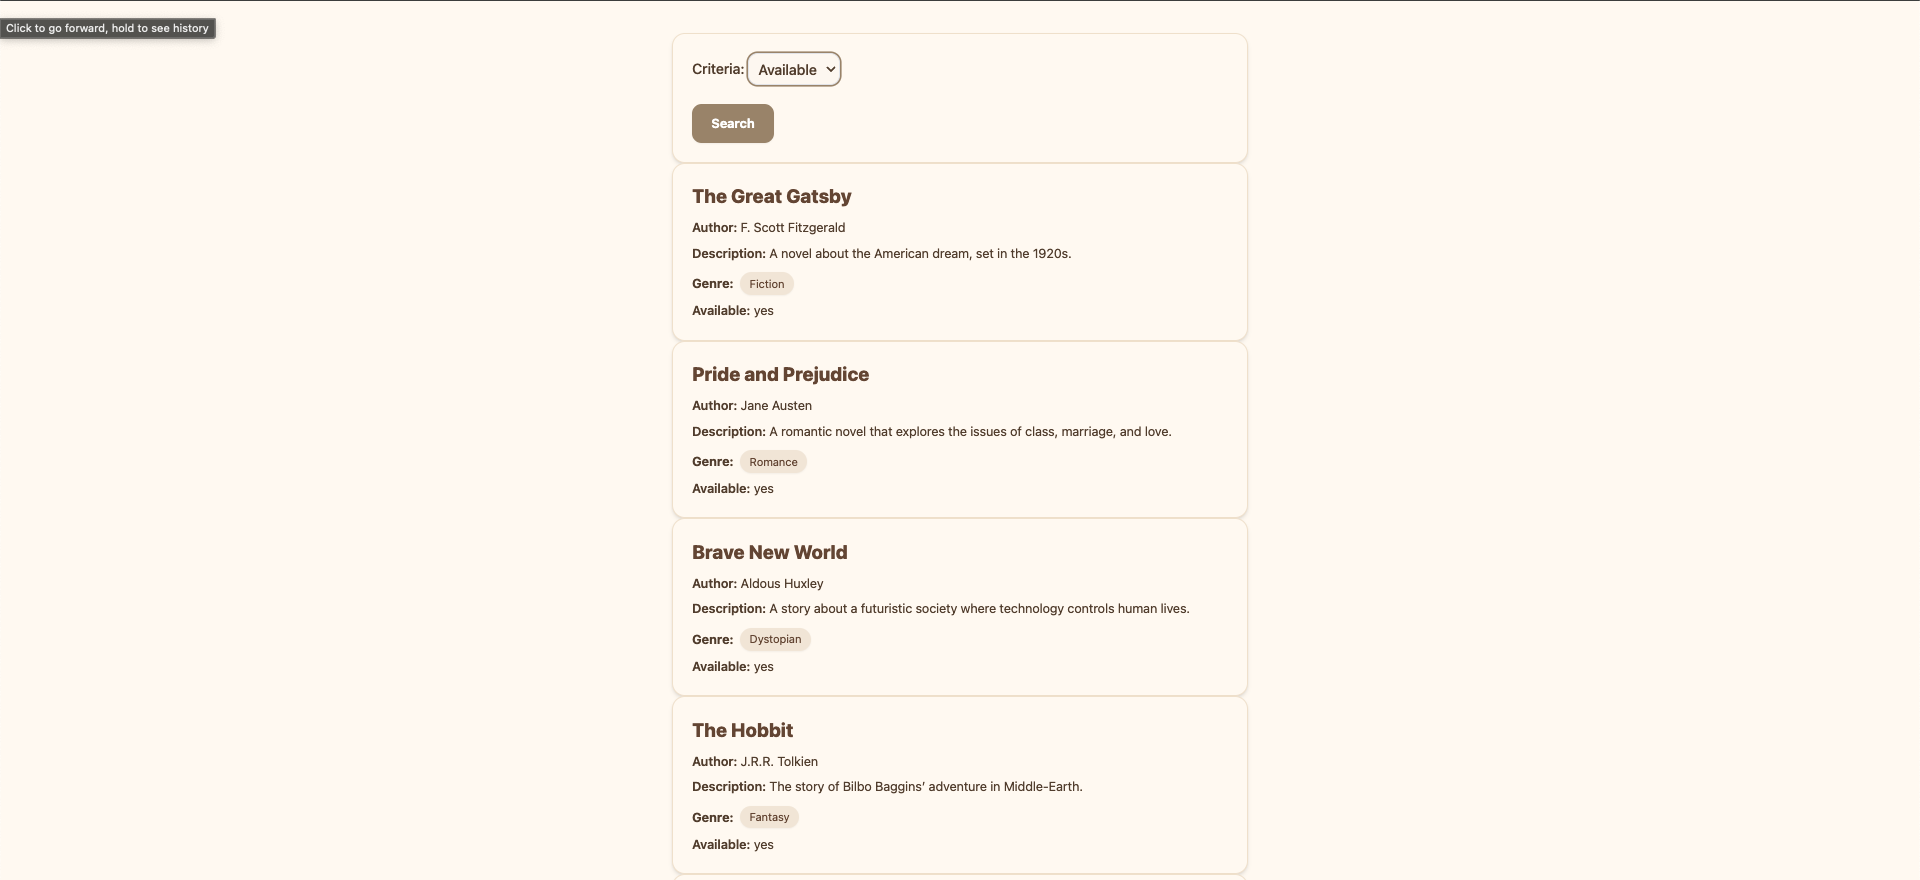 Click to go forward, hold to see history
Criteria: Available
Search
The Great Gatsby
Author: F. Scott Fitzgerald
Description: A novel about the American dream, set in the 1920s.
Genre: Fiction
Available: yes
Pride and Prejudice
Author: Jane Austen
Description: A romantic novel that explores the issues of class, marriage, and love.
Genre: Romance
Available: yes
Brave New World
Author: Aldous Huxley
Description: A story about a futuristic society where technology controls human lives.
Genre: Dystopian
Available: yes
The Hobbit
Author: J.R.R. Tolkien
Description: The story of Bilbo Baggins' adventure in Middle-Earth.
Genre: Fantasy
Available: yes